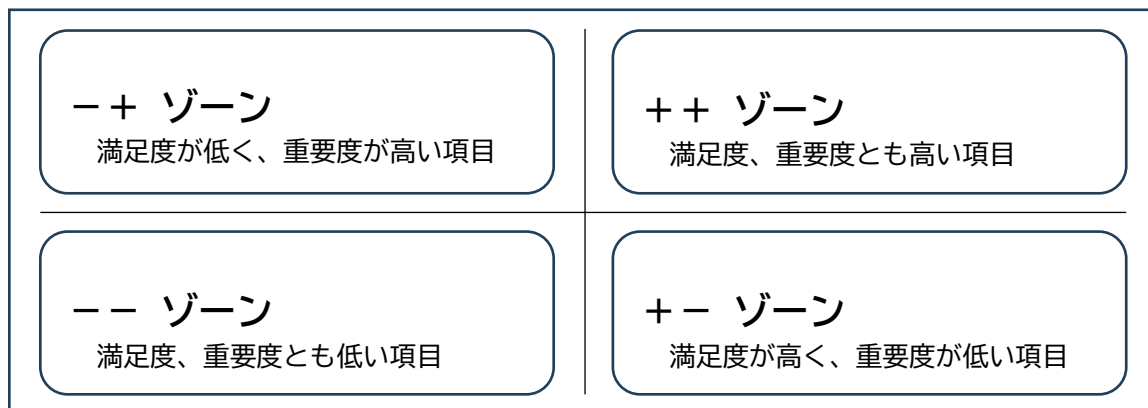 －＋ ゾーン
満足度が低く、重要度が高い項目
＋＋ ゾーン
満足度、重要度とも高い項目
－－ ゾーン
満足度、重要度とも低い項目
＋－ ゾーン
満足度が高く、重要度が低い項目